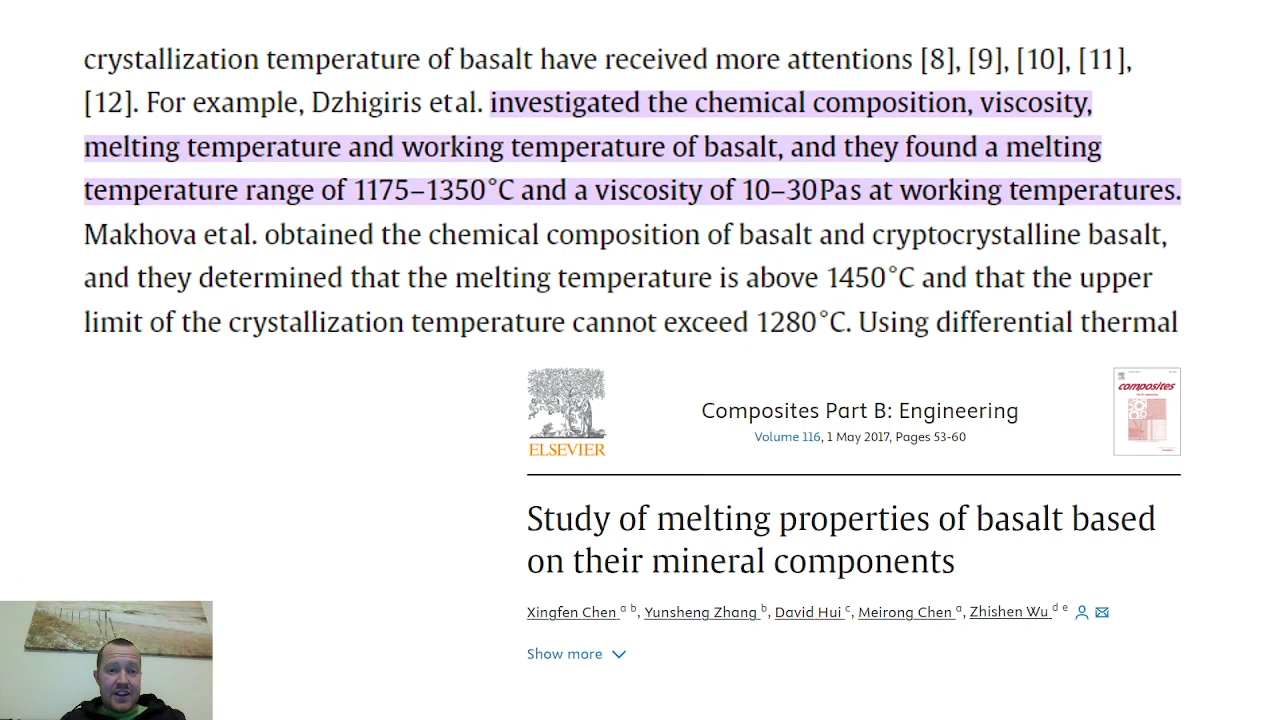 crystallization temperature of basalt have received more attentions [8], [9], [10], [11],
[12]. For example, Dzhigiris et al. investigated the chemical composition, viscosity,
melting temperature and working temperature of basalt, and they found a melting
temperature range of 1175–1350°C and a viscosity of 10–30Pas at working temperatures.
Makhova et al. obtained the chemical composition of basalt and cryptocrystalline basalt,
and they determined that the melting temperature is above 1450°C and that the upper
limit of the crystallization temperature cannot exceed 1280°C. Using differential thermal
ELSEVIER
Composites Part B: Engineering
Volume 116, 1 May 2017, Pages 53-60
composites
Study of melting properties of basalt based
on their mineral components
Xingfen Chen a b, Yunsheng Zhang b, David Hui c, Meirong Chen a, Zhishen Wu d e
Show more